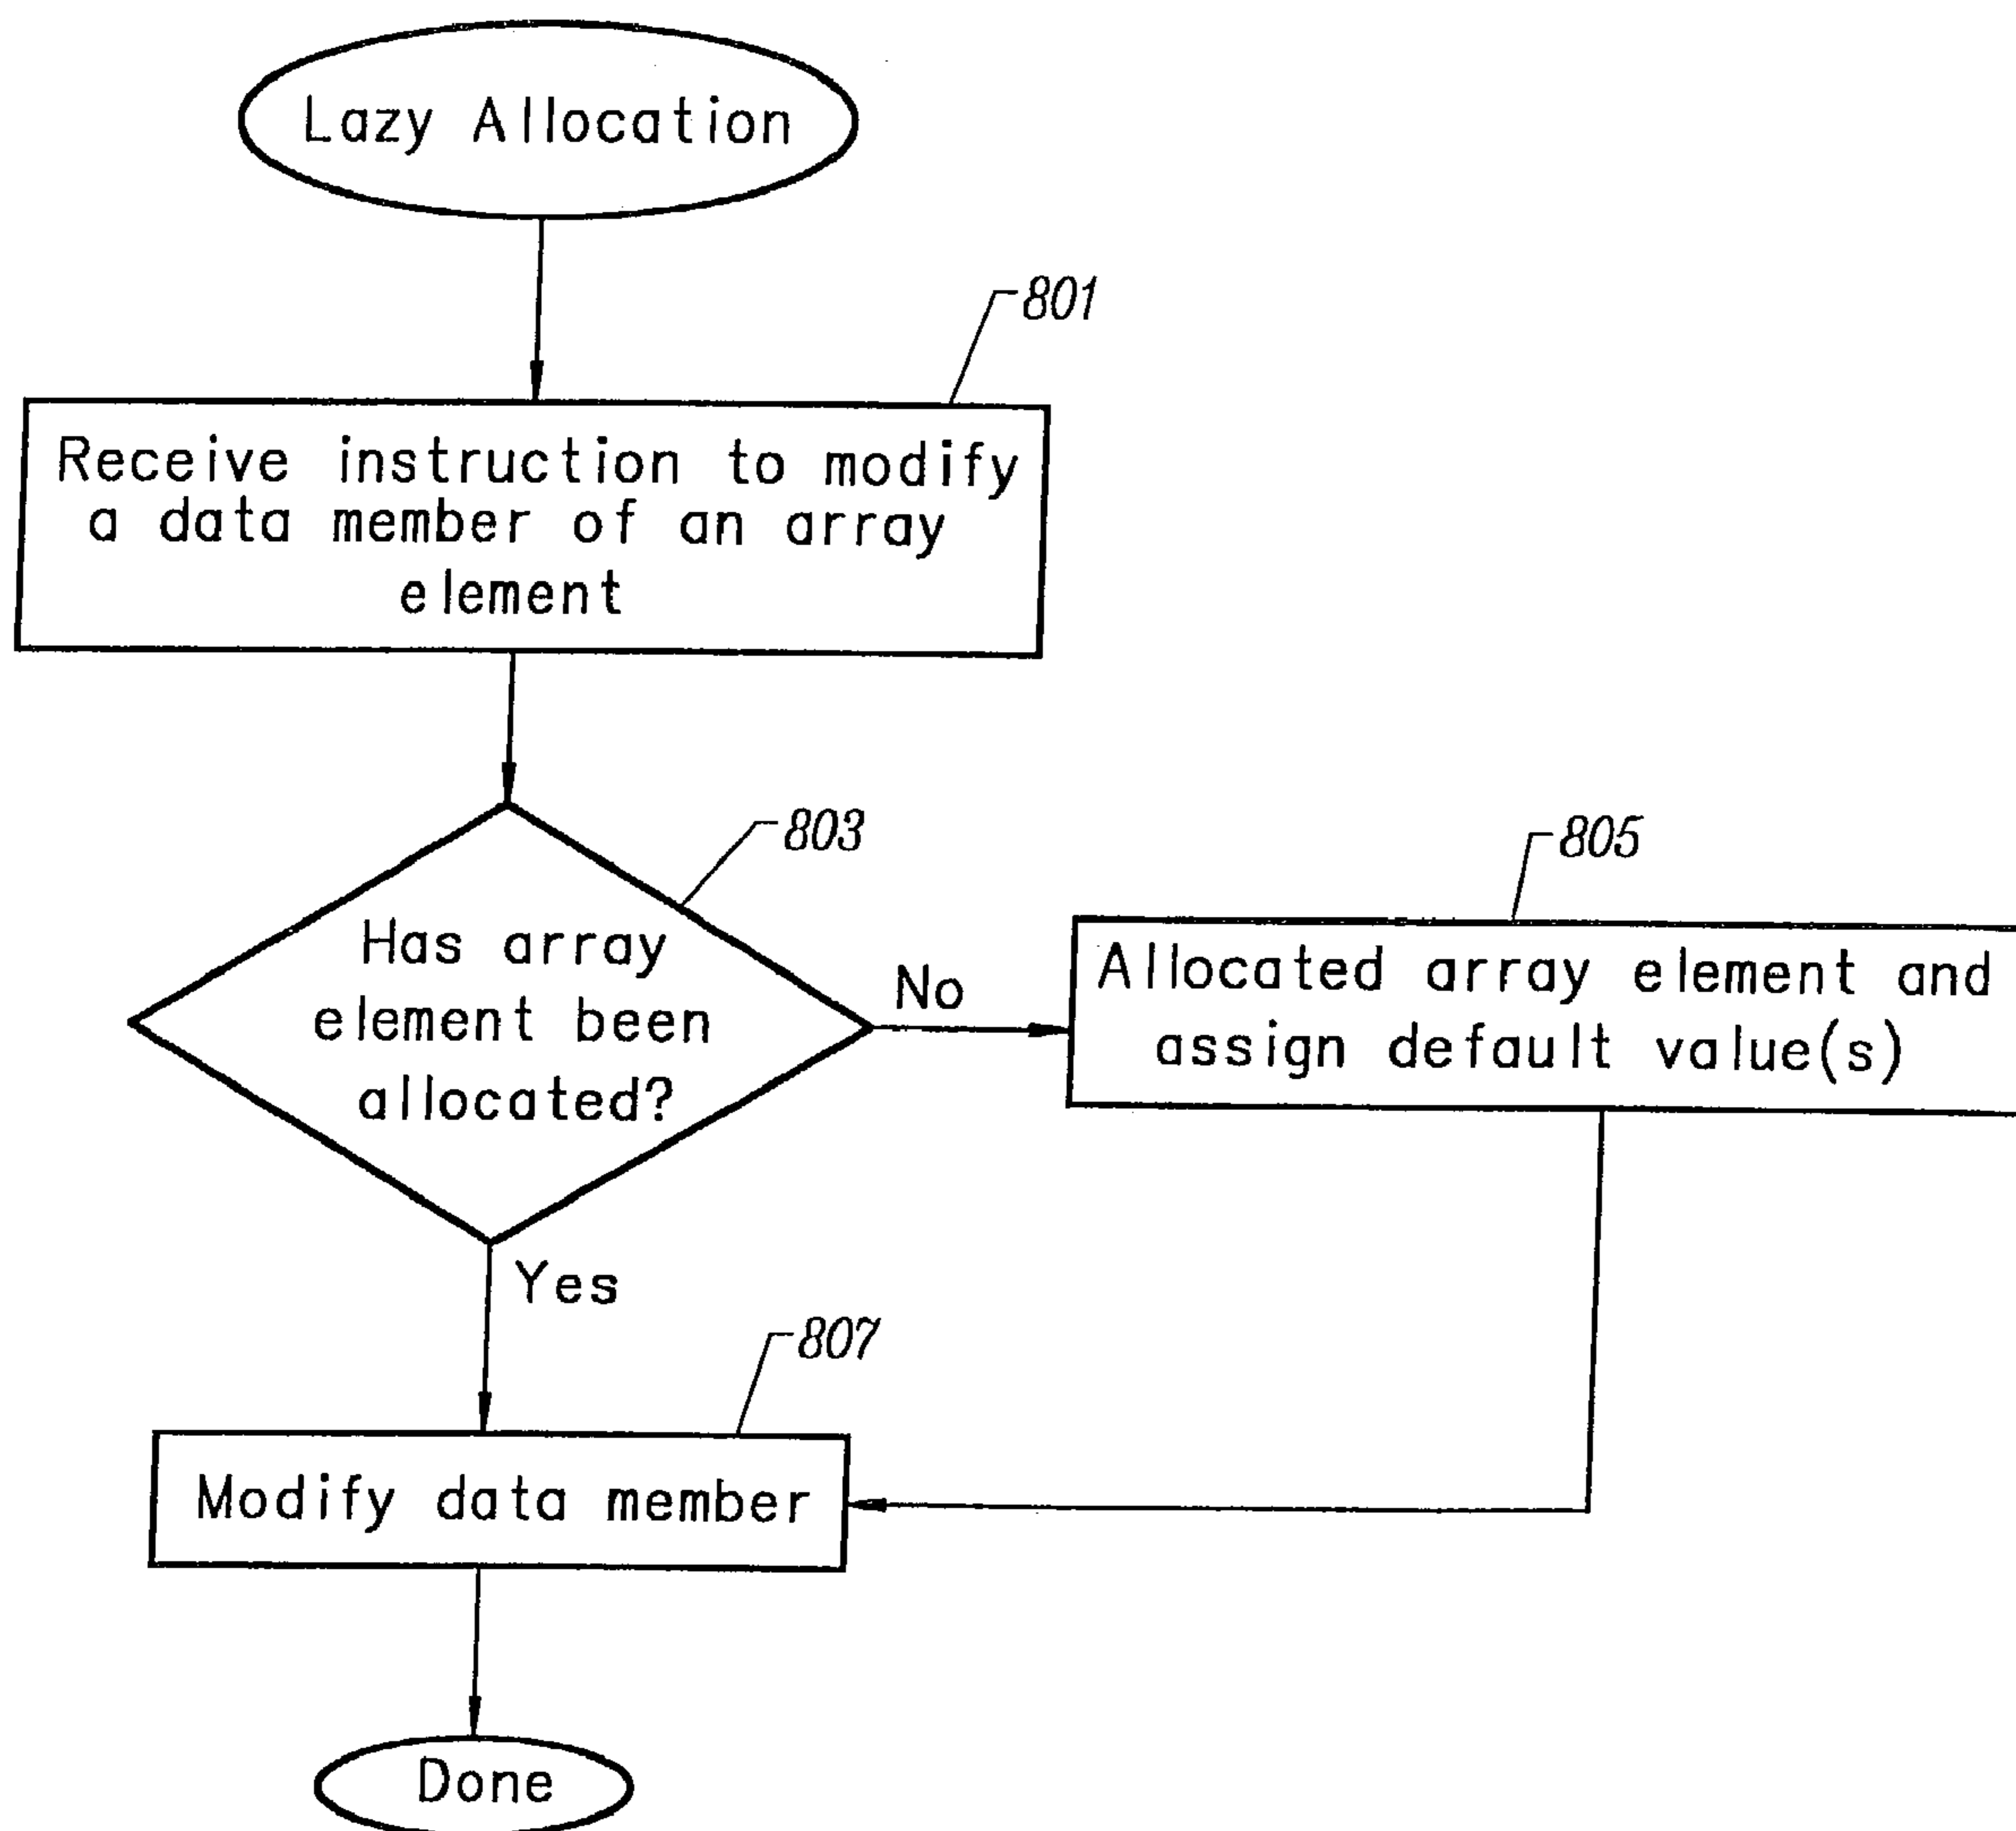 Lazy Allocation
801
Receive instruction to modify
a data member of an array
element
803
Has array
element been
allocated?
No
805
Allocated array element and
assign default value(s)
Yes
807
Modify data member
Done